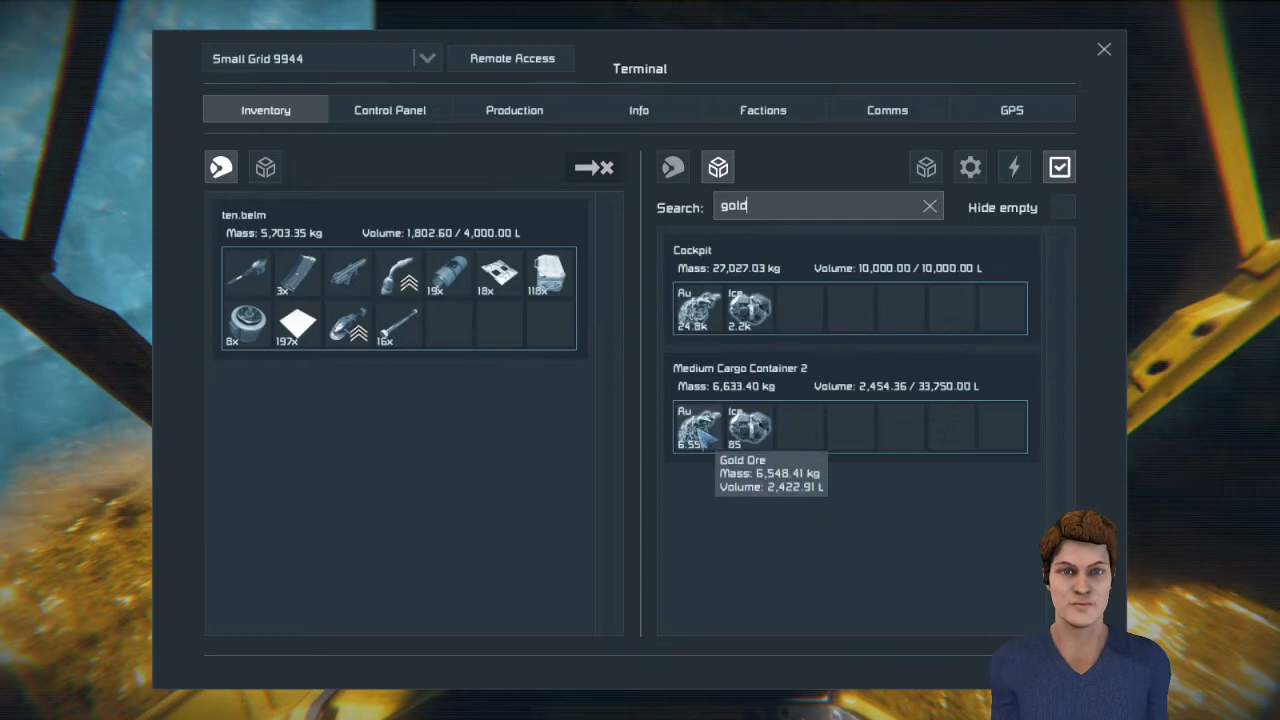 Small Grid 9944
Remote Access
Terminal
Inventory
Control Panel
Production
Info
Factions
Comms
GPS
ten.belm
Mass: 5,703.35 kg
Volume: 1,802.60 / 4,000.00 L
3x
19x
18x
118x
8x
197x
16x
Search:
gold
Hide empty
Cockpit
Mass: 27,027.03 kg
Volume: 10,000.00 / 10,000.00 L
Au
Ice
24.8k
2.2k
Medium Cargo Container 2
Mass: 6,633.40 kg
Volume: 2,454.36 / 33,750.00 L
Au
Ice
85
Gold Ore
Mass: 6,548.41 kg
Volume: 2,422.91 L